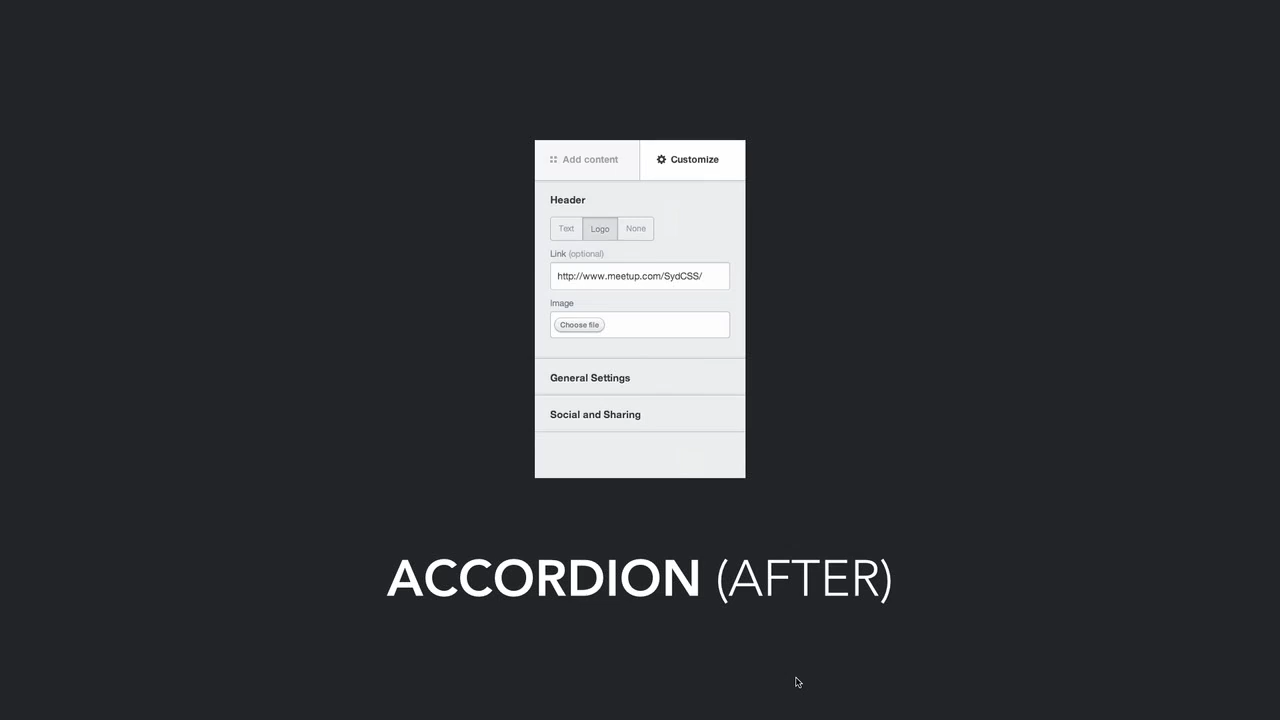 Add content Customize
Header
Text Logo None
Link (optional)
http://www.meetup.com/SydCSS/
Image
Choose file
General Settings
Social and Sharing
ACCORDION (AFTER)